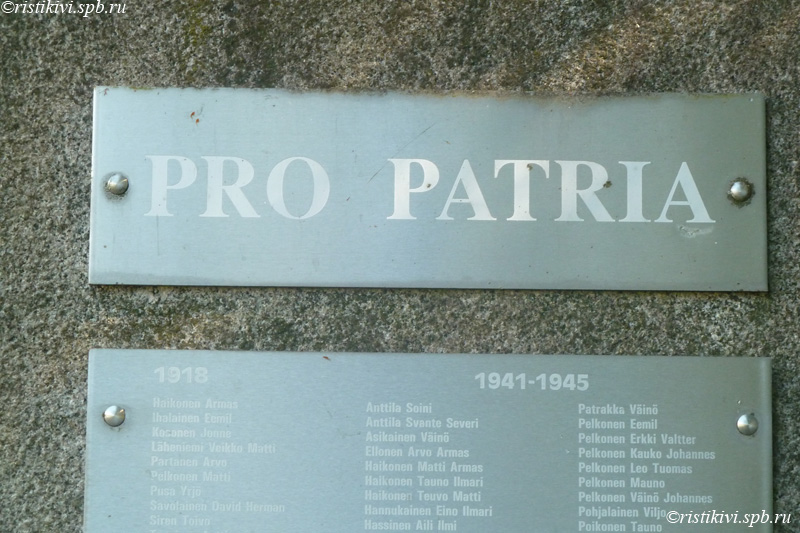 ©ristikivi.spb.ru
PRO PATRIA
1918
Haikonen Armas
Ihalainen Eemil
Kosonen Jonne
Lähteniemi Veikko Matti
Partanen Arvo
Pelkonen Matti
Pusa Yrjö
Savolainen David Herman
Siren Toivo
1941-1945
Anttila Soini
Anttila Svante Severi
Asikainen Väinö
Ellonen Arvo Armas
Haikonen Matti Armas
Haikonen Tauno Ilmari
Haikonen Teuvo Matti
Hannukainen Eino Ilmari
Hassinen Aili Ilmi
Patrakka Väinö
Pelkonen Eemil
Pelkonen Erkki Valtter
Pelkonen Kauko Johannes
Pelkonen Leo Tuomas
Pelkonen Mauno
Pelkonen Väinö Johannes
Pohjalainen Viljo
Poikonen Tauno
©ristikivi.spb.ru